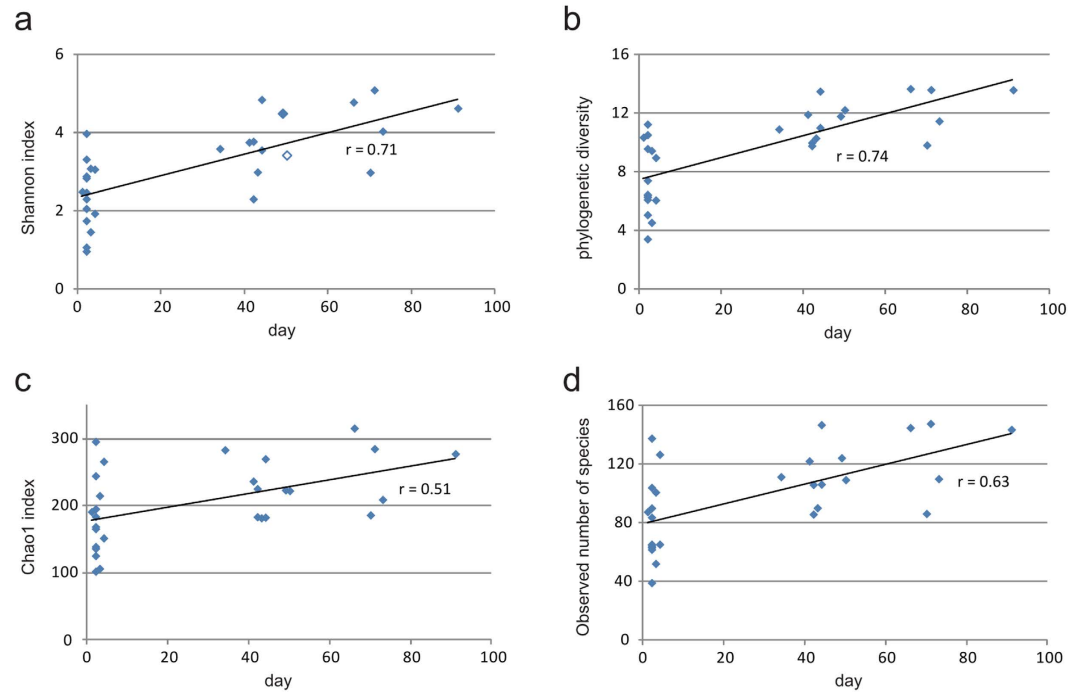 a
Shannon index
6
4
2
0
r = 0.71
0 20 40 60 80 100
day
b
phylogenetic diversity
16
12
8
4
0
r = 0.74
0 20 40 60 80 100
day
c
Chao1 index
300
200
100
0
r = 0.51
0 20 40 60 80 100
day
d
Observed number of species
160
120
80
40
0
r = 0.63
0 20 40 60 80 100
day